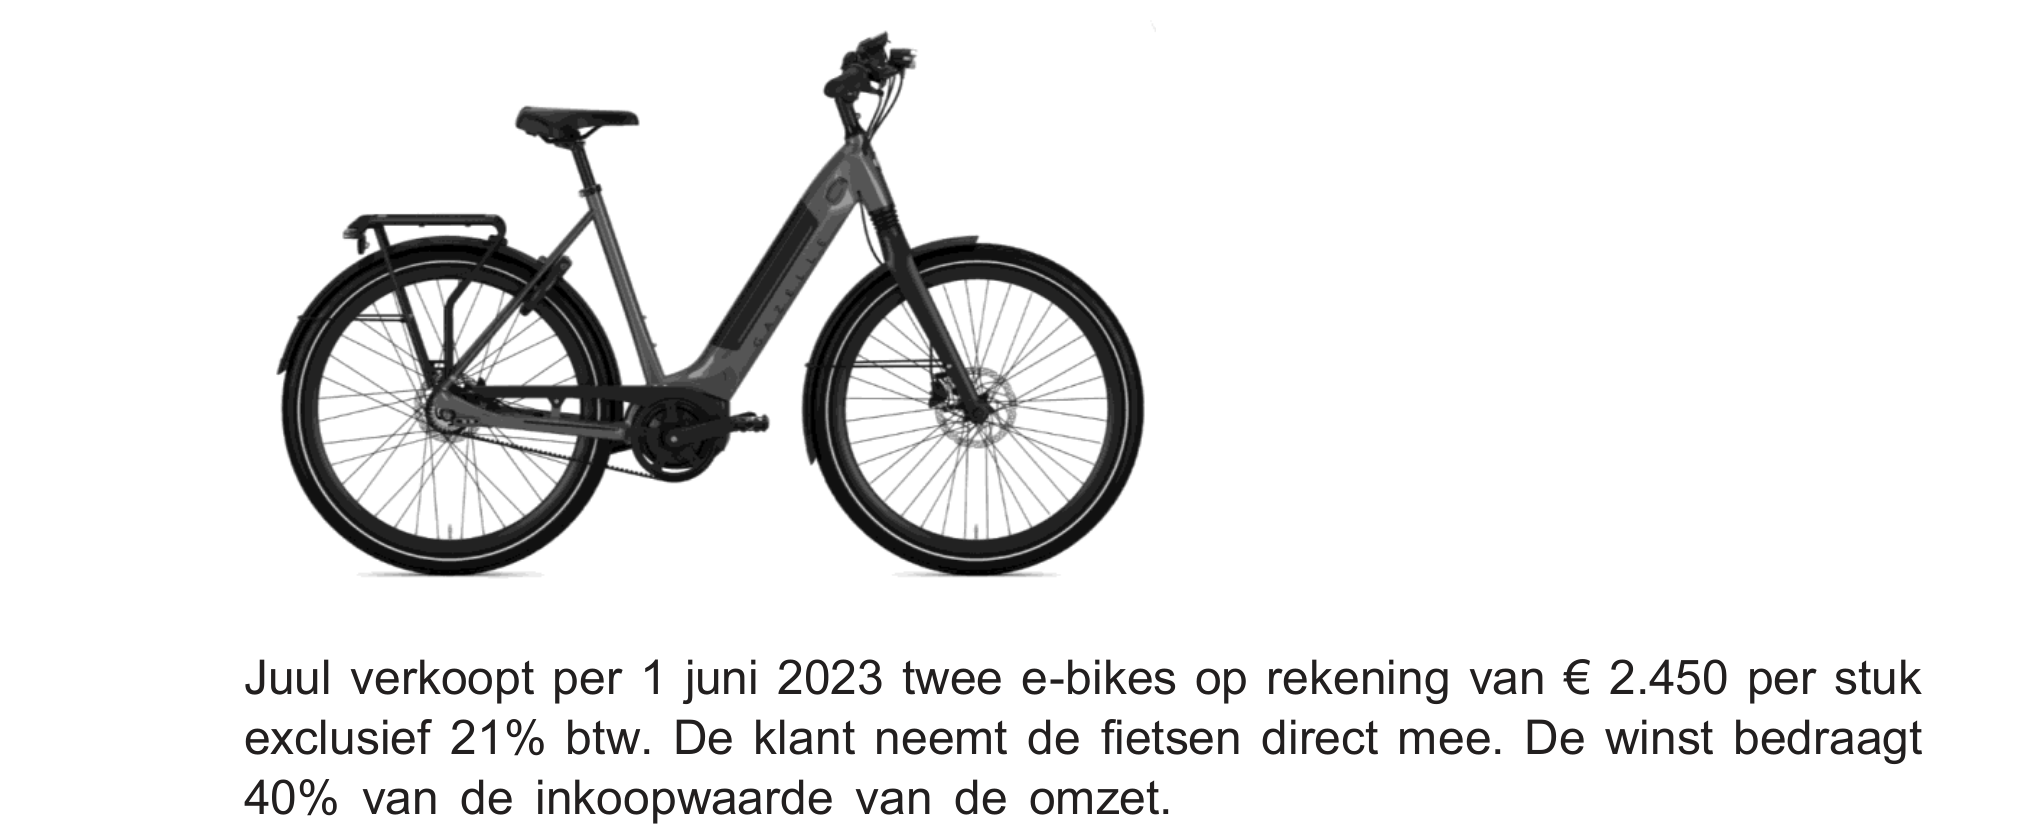 GAZELLE
Juul verkoopt per 1 juni 2023 twee e-bikes op rekening van € 2.450 per stuk
exclusief 21% btw. De klant neemt de fietsen direct mee. De winst bedraagt
40% van de inkoopwaarde van de omzet.